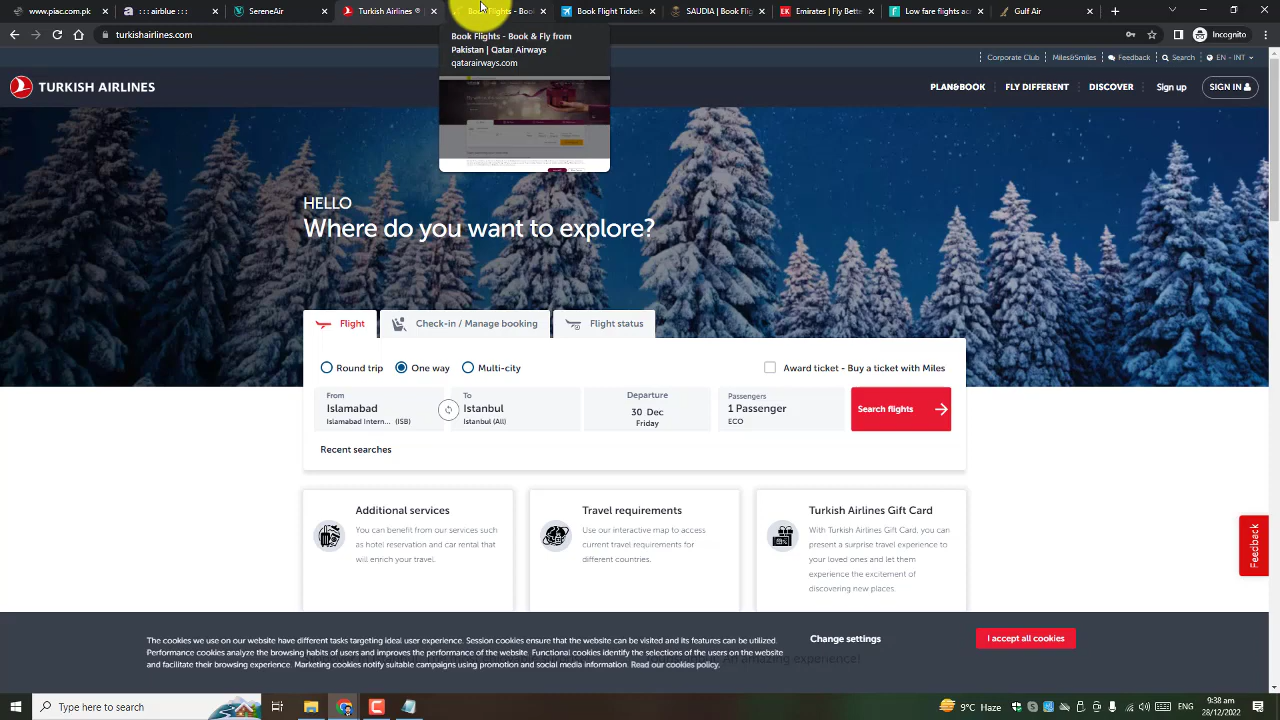 www.piac.com.pk
SereneAir
:::airblue:::
Flight
Flights - Bo
Book Flight Ticket
SAUDIA | Book F
Emirates | Fly Bette
Book fligh
Gulf Air
turkishairlines.com
Incognito
Book Flights - Book & Fly from
Pakistan | Qatar Airways
qatarairways.com
Corporate Club
Miles&Smiles
Feedback
Search
EN - INT
TURKISH AIRLINES
PLAN&BOOK
FLY DIFFERENT
DISCOVER
SIGN IN
HELLO
Where do you want to explore?
Flight
Check-in / Manage booking
Flight status
Round trip
One way
Multi-city
Award ticket - Buy a ticket with Miles
From
Islamabad
Islamabad Intern... (ISB)
To
Istanbul
Istanbul (All)
Departure
30 Dec
Friday
Passengers
1 Passenger
ECO
Search flights
Recent searches
Additional services
You can benefit from our services such
as hotel reservation and car rental that
will enrich your travel.
Travel requirements
Use our interactive map to access
current travel requirements for
different countries.
Turkish Airlines Gift Card
With Turkish Airlines Gift Card, you can
present a surprise travel experience to
your loved ones and let them
experience the excitement of
discovering new places.
Feedback
The cookies we use on our website have different tasks targeting ideal user experience. Session cookies ensure that the website can be visited and its features can be utilized.
Performance cookies analyze the browsing habits of users and improves the performance of the website. Functional cookies identify the selections of the users on the website
and facilitate their browsing experience. Marketing cookies notify suitable campaigns using promotion and social media information. Read our cookies policy.
Change settings
I accept all cookies
An amazing experience!
Type here to search
9°C Haze
9:38 am
28/12/2022